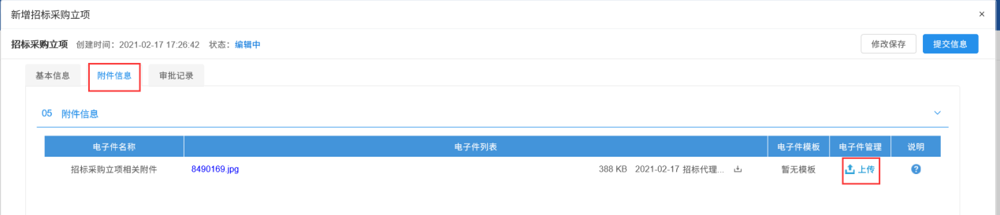 新增招标采购立项 ×
招标采购立项 创建时间：2021-02-17 17:26:42 状态：编辑中 修改保存 提交信息
基本信息 附件信息 审批记录
05 附件信息
电子件名称 电子件列表 电子件模板 电子件管理 说明
招标采购立项相关附件 8490169.jpg 388 KB 2021-02-17 招标代理... 暂无模板 上传 ?